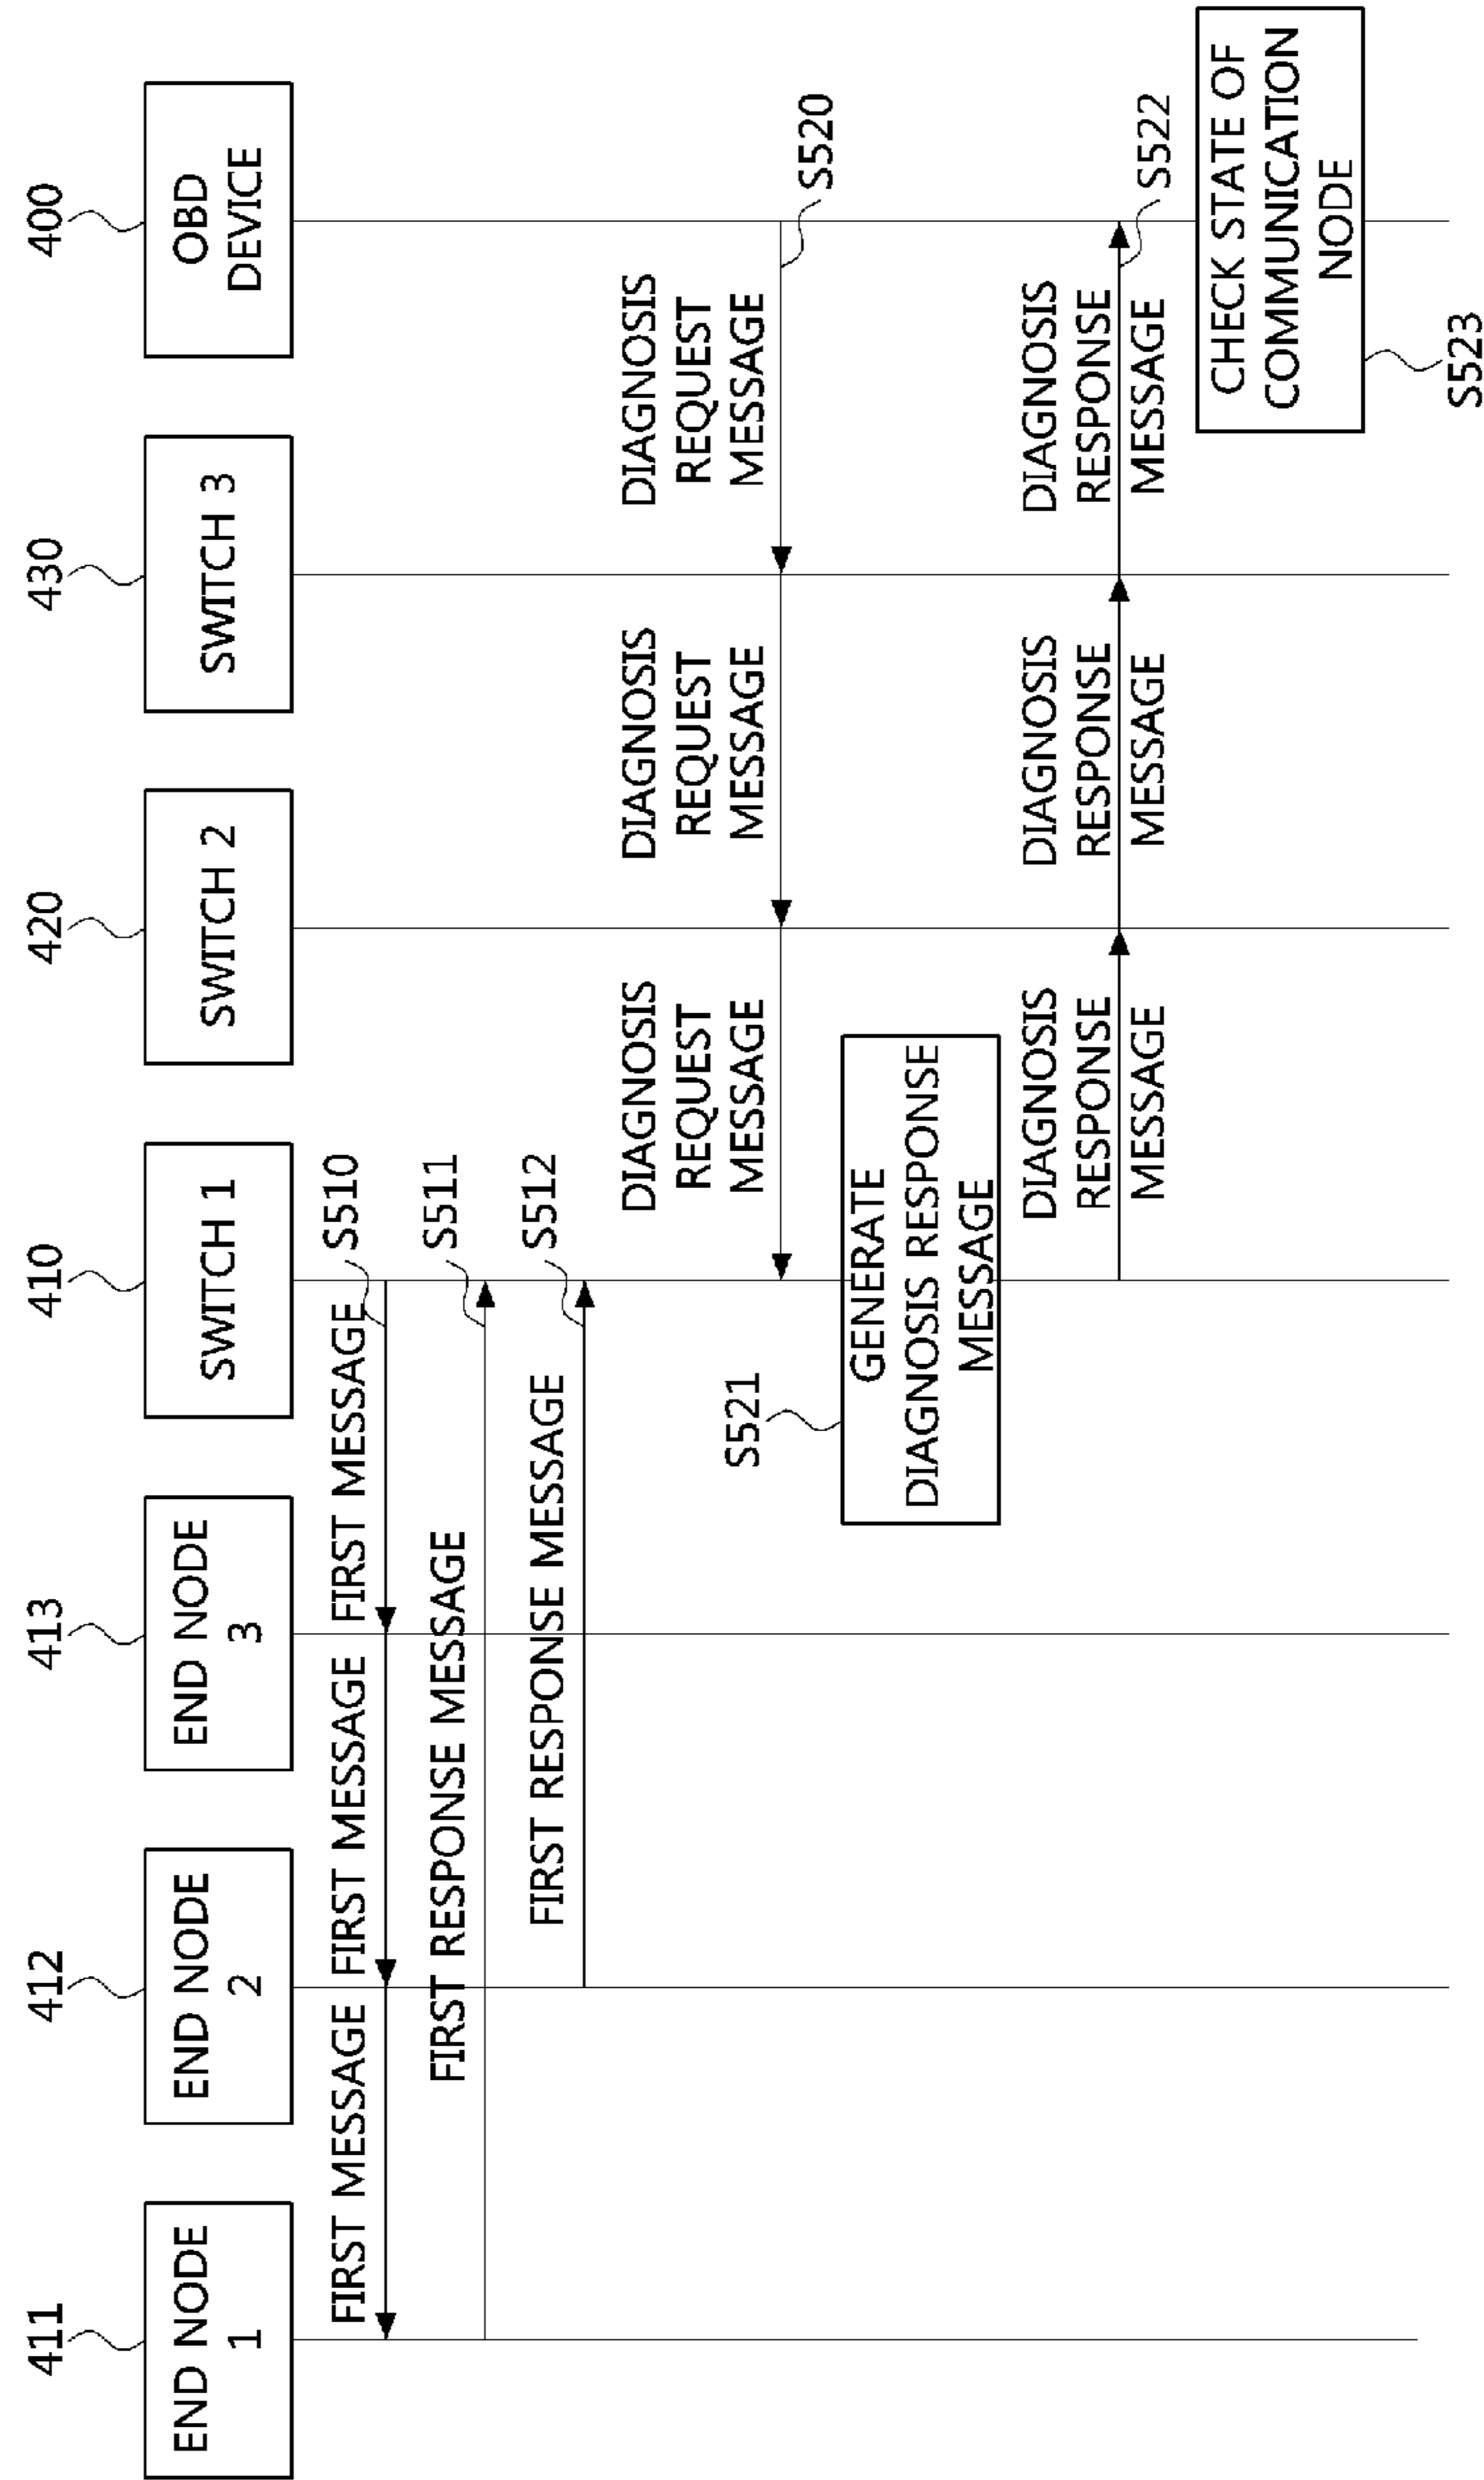 411
412
413
410
420
430
400
END NODE
1
END NODE
2
END NODE
3
SWITCH 1
SWITCH 2
SWITCH 3
OBD
DEVICE
FIRST MESSAGE
FIRST MESSAGE
FIRST MESSAGE
S510
FIRST RESPONSE MESSAGE
S511
FIRST RESPONSE MESSAGE
S512
DIAGNOSIS
REQUEST
MESSAGE
DIAGNOSIS
REQUEST
MESSAGE
DIAGNOSIS
REQUEST
MESSAGE
S520
S521
GENERATE
DIAGNOSIS RESPONSE
MESSAGE
DIAGNOSIS
RESPONSE
MESSAGE
DIAGNOSIS
RESPONSE
MESSAGE
DIAGNOSIS
RESPONSE
MESSAGE
S522
CHECK STATE OF
COMMUNICATION
NODE
S523